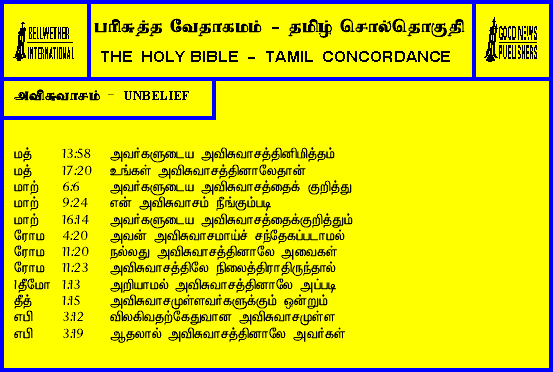 BELLWETHER
INTERNATIONAL
பரிசுத்த வேதாகமம் - தமிழ் சொல்தொகுதி
THE HOLY BIBLE - TAMIL CONCORDANCE
GOOD NEWS
PUBLISHERS
அவிசுவாசம் - UNBELIEF
மத் 13:58 அவர்களுடைய அவிசுவாசத்தினிமித்தம்
மத் 17:20 உங்கள் அவிசுவாசத்தினாலேதான்
மாற் 6:6 அவர்களுடைய அவிசுவாசத்தைக் குறித்து
மாற் 9:24 என் அவிசுவாசம் நீங்கும்படி
மாற் 16:14 அவர்களுடைய அவிசுவாசத்தைக்குறித்தும்
ரோம 4:20 அவன் அவிசுவாசமாய்ச் சந்தேகப்படாமல்
ரோம 11:20 நல்லது அவிசுவாசத்தினாலே அவைகள்
ரோம 11:23 அவிசுவாசத்திலே நிலைத்திராதிருந்தால்
1தீமோ 1:13 அறியாமல் அவிசுவாசத்தினாலே அப்படி
தீத் 1:15 அவிசுவாசமுள்ளவர்களுக்கும் ஒன்றும்
எபி 3:12 விலகிவதற்கேதுவான அவிசுவாசமுள்ள
எபி 3:19 ஆதலால் அவிசுவாசத்தினாலே அவர்கள்